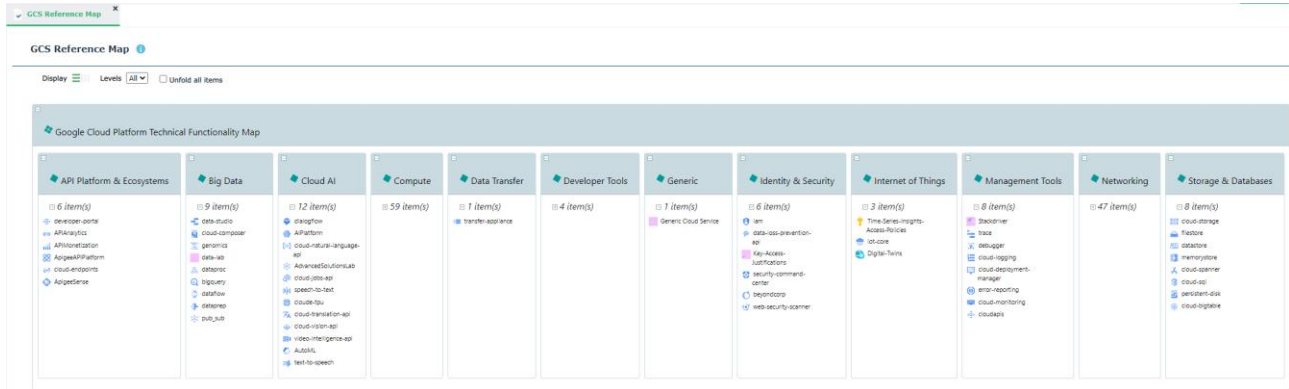 GCS Reference Map x
GCS Reference Map i
Display Levels All Unfold all items
Google Cloud Platform Technical Functionality Map
API Platform & Ecosystems
6 item(s)
developer-portal
APIAnalytics
APIMonetization
ApigeeAPIPlatform
cloud-endpoints
ApigeeSense
Big Data
9 item(s)
data-studio
cloud-composer
genomics
data-lab
dataproc
bigquery
dataflow
dataprep
pub_sub
Cloud AI
12 item(s)
dialogflow
AIPlatform
cloud-natural-language-
api
AdvancedSolutionsLab
cloud-jobs-api
speech-to-text
cloude-tpu
cloud-translation-api
cloud-vision-api
video-intelligence-api
AutoML
text-to-speech
Compute
59 item(s)
Data Transfer
1 item(s)
transfer-appliance
Developer Tools
4 item(s)
Generic
1 item(s)
Generic Cloud Service
Identity & Security
6 item(s)
iam
data-loss-prevention-
api
Key-Access-
Justifications
security-command-
center
beyondcorp
web-security-scanner
Internet of Things
3 item(s)
Time-Series-Insights-
Access-Policies
iot-core
Digital-Twins
Management Tools
8 item(s)
Stackdriver
trace
debugger
cloud-logging
cloud-deployment-
manager
error-reporting
cloud-monitoring
cloudapis
Networking
47 item(s)
Storage & Databases
8 item(s)
cloud-storage
filestore
datastore
memorystore
cloud-spanner
cloud-sql
persistent-disk
cloud-bigtable